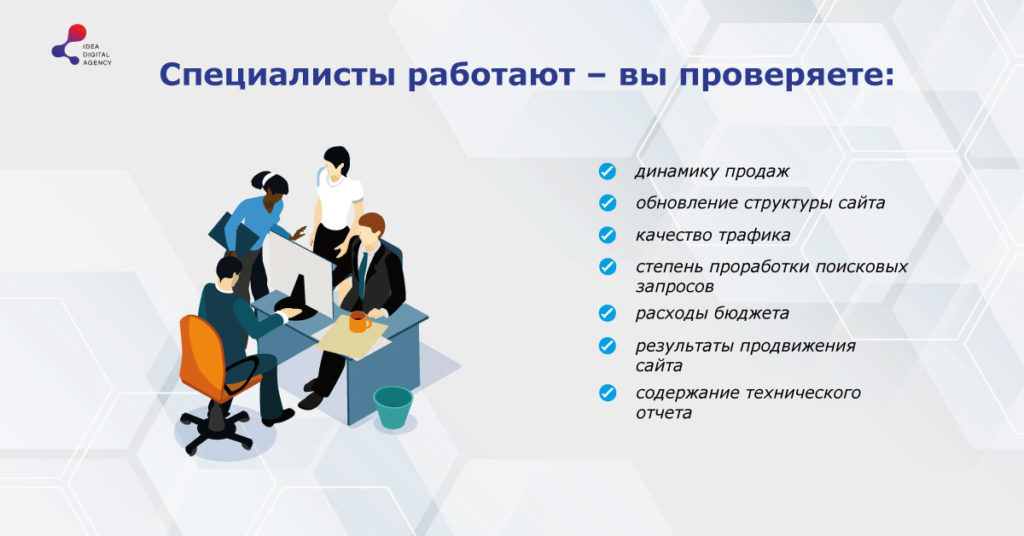 IDEA
DIGITAL
AGENCY
Специалисты работают – вы проверяете:
динамику продаж
обновление структуры сайта
качество трафика
степень проработки поисковых
запросов
расходы бюджета
результаты продвижения
сайта
содержание технического
отчета